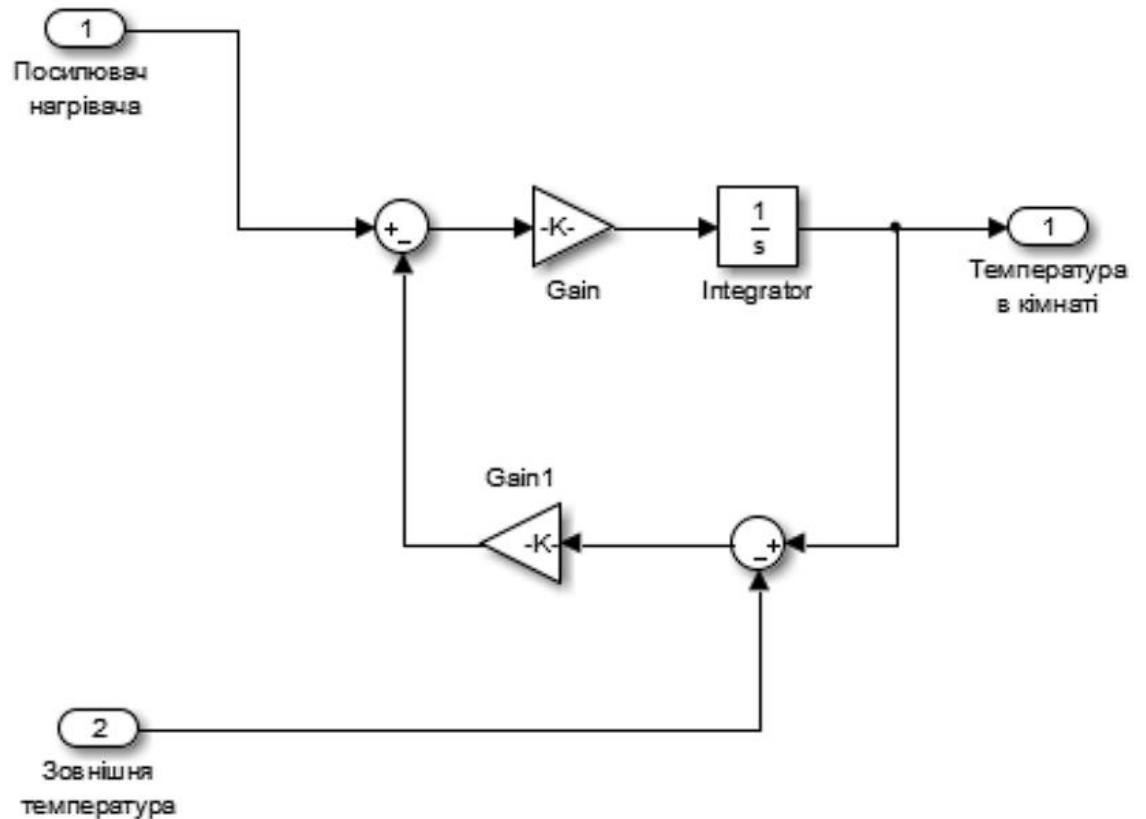 1
Посилювач
нагрівача
+
-
-K-
Gain
1
s
Integrator
1
Температура
в кімнаті
Gain1
-K-
- +
2
Зовнішня
температура